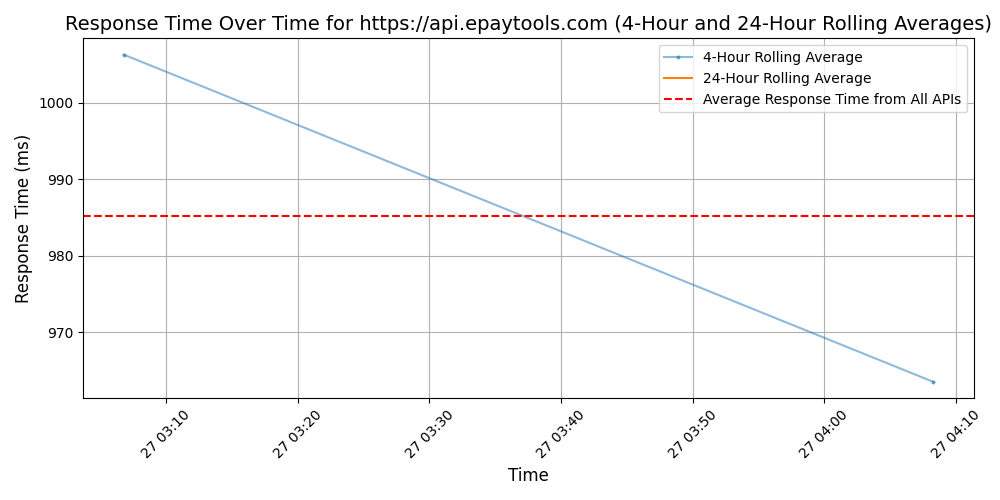 Response Time Over Time for https://api.epaytools.com (4-Hour and 24-Hour Rolling Averages)
4-Hour Rolling Average
24-Hour Rolling Average
Average Response Time from All APIs
Response Time (ms)
1000
990
980
970
27 03:10
27 03:20
27 03:30
27 03:40
27 03:50
27 04:00
27 04:10
Time